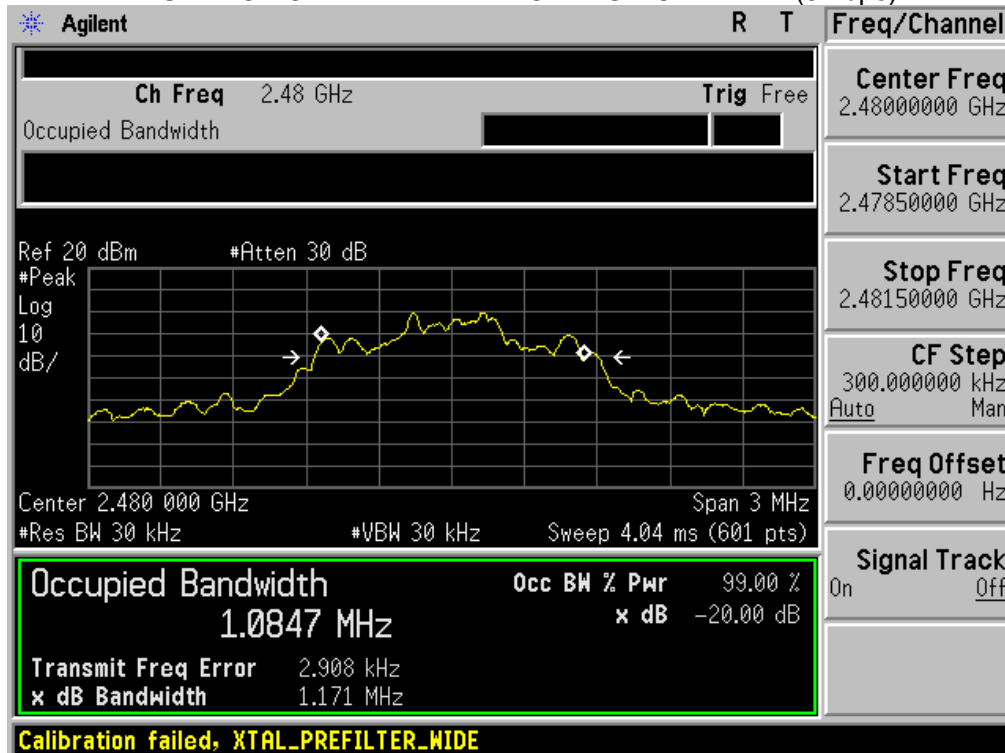 Agilent R T Freq/Channel
Ch Freq 2.48 GHz Trig Free
Occupied Bandwidth
Center Freq
2.48000000 GHz
Start Freq
2.47850000 GHz
Stop Freq
2.48150000 GHz
CF Step
300.000000 kHz
Auto Man
Freq Offset
0.00000000 Hz
Signal Track
On Off
Ref 20 dBm #Atten 30 dB
#Peak
Log
10
dB/
Center 2.480 000 GHz Span 3 MHz
#Res BW 30 kHz #VBW 30 kHz Sweep 4.04 ms (601 pts)
Occupied Bandwidth Occ BW % Pwr 99.00 %
1.0847 MHz x dB -20.00 dB
Transmit Freq Error 2.908 kHz
x dB Bandwidth 1.171 MHz
Calibration failed, XTAL_PREFILTER_WIDE